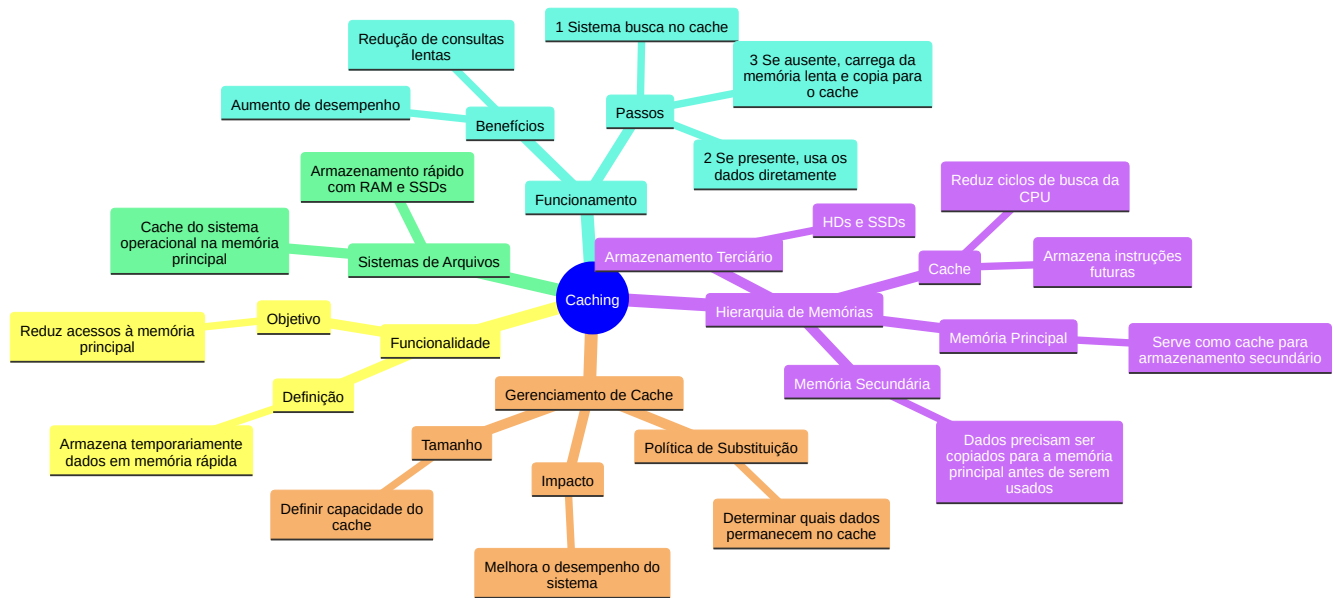 Caching
Funcionamento
Benefícios
Redução de consultas
lentas
Aumento de desempenho
Passos
1 Sistema busca no cache
2 Se presente, usa os
dados diretamente
3 Se ausente, carrega da
memória lenta e copia para
o cache
Sistemas de Arquivos
Armazenamento rápido
com RAM e SSDs
Cache do sistema
operacional na memória
principal
Funcionalidade
Objetivo
Reduz acessos à memória
principal
Definição
Armazena temporariamente
dados em memória rápida
Gerenciamento de Cache
Tamanho
Definir capacidade do
cache
Impacto
Melhora o desempenho do
sistema
Política de Substituição
Determinar quais dados
permanecem no cache
Hierarquia de Memórias
Armazenamento Terciário
HDs e SSDs
Cache
Reduz ciclos de busca da
CPU
Armazena instruções
futuras
Memória Principal
Serve como cache para
armazenamento secundário
Memória Secundária
Dados precisam ser
copiados para a memória
principal antes de serem
usados